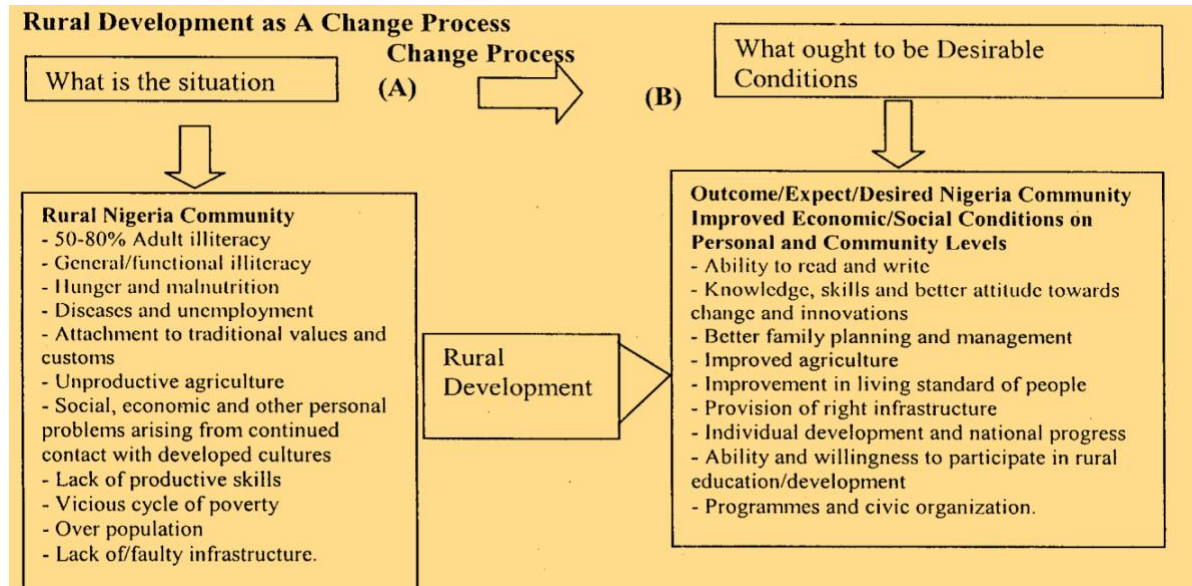 Rural Development as A Change Process
Change Process
What is the situation
(A)
(B)
What ought to be Desirable
Conditions
Rural Nigeria Community
- 50-80% Adult illiteracy
- General/functional illiteracy
- Hunger and malnutrition
- Diseases and unemployment
- Attachment to traditional values and
customs
- Unproductive agriculture
- Social, economic and other personal
problems arising from continued
contact with developed cultures
- Lack of productive skills
- Vicious cycle of poverty
- Over population
- Lack of/faulty infrastructure.
Rural
Development
Outcome/Expect/Desired Nigeria Community
Improved Economic/Social Conditions on
Personal and Community Levels
- Ability to read and write
- Knowledge, skills and better attitude towards
change and innovations
- Better family planning and management
- Improved agriculture
- Improvement in living standard of people
- Provision of right infrastructure
- Individual development and national progress
- Ability and willingness to participate in rural
education/development
- Programmes and civic organization.